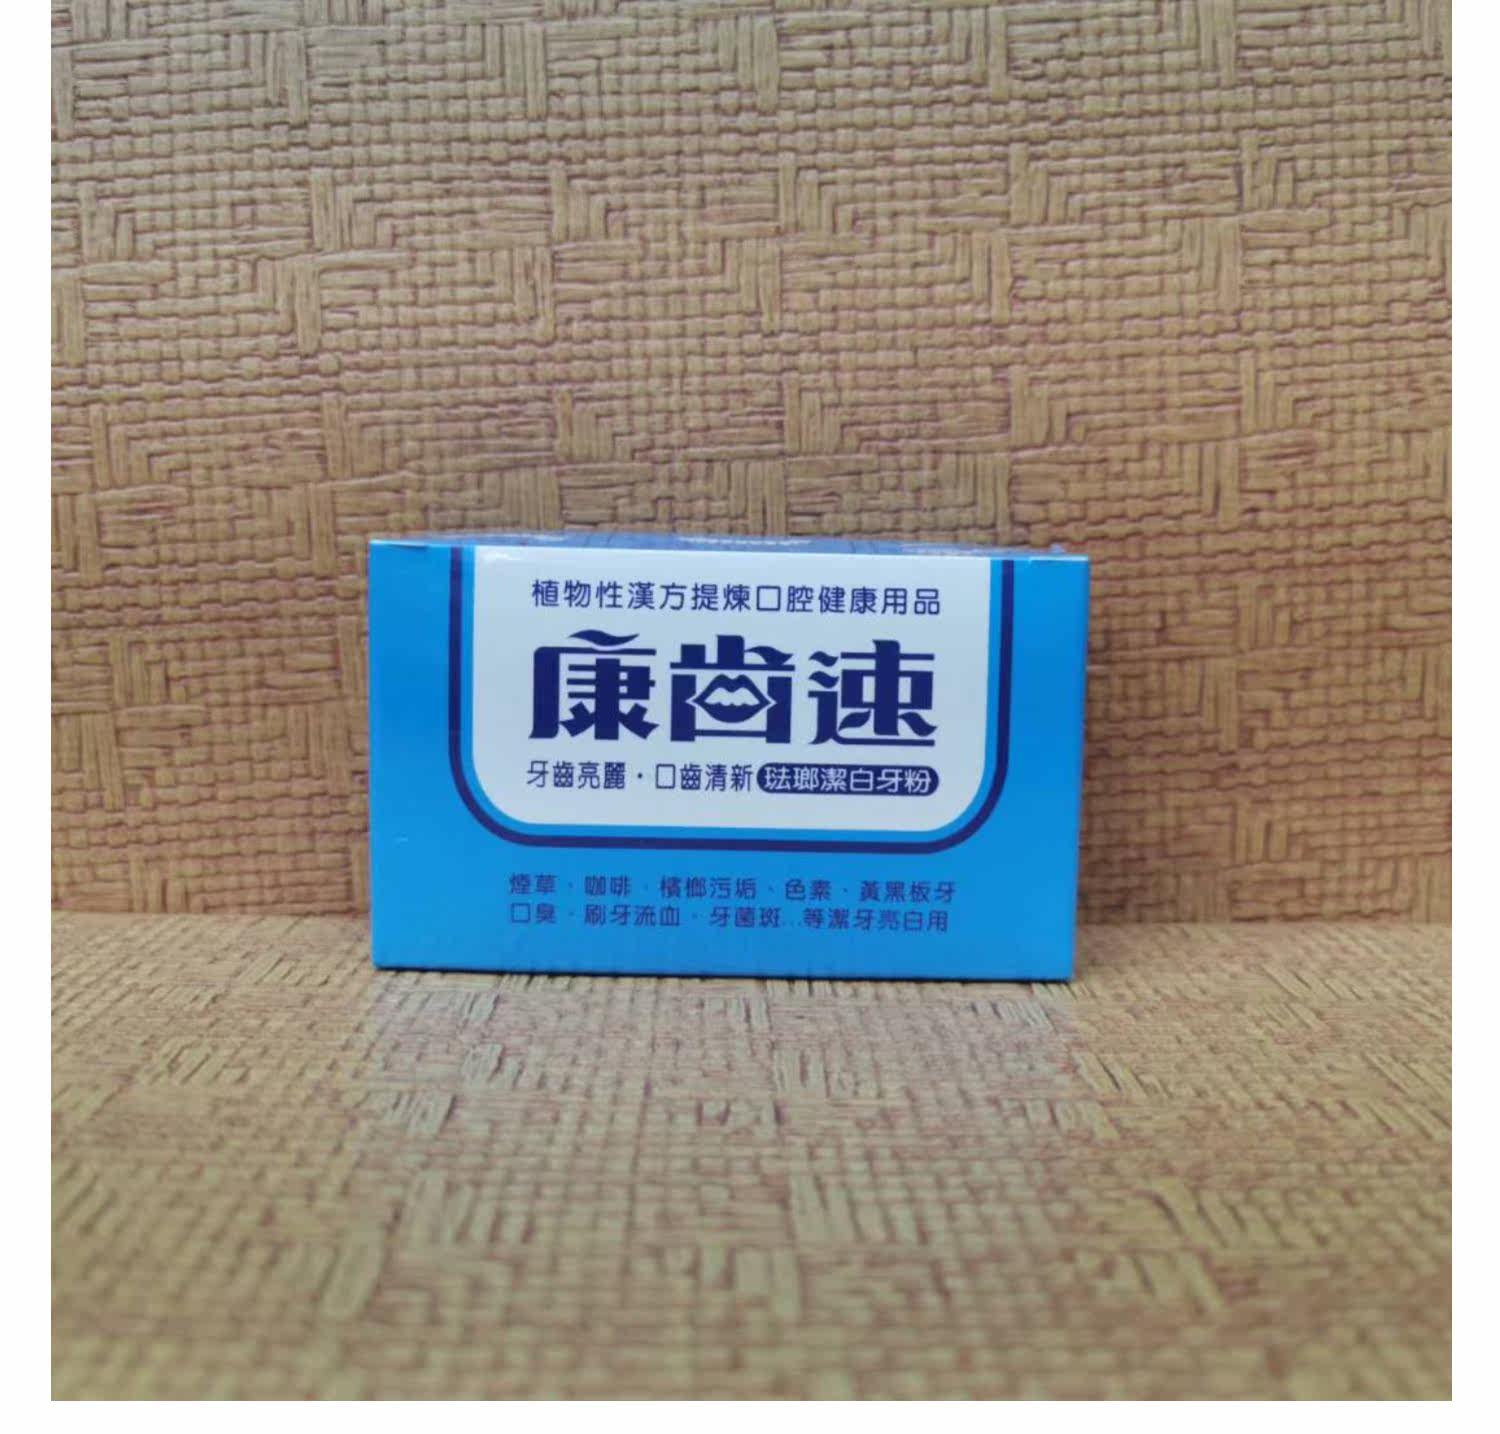 植物性漢方提煉口腔健康用品
康齒速
牙齒亮麗・口齒清新 琺瑯潔白牙粉
煙草、咖啡、檳榔污垢、色素、黃黑板牙
口臭、刷牙流血、牙菌斑...等潔牙亮白用